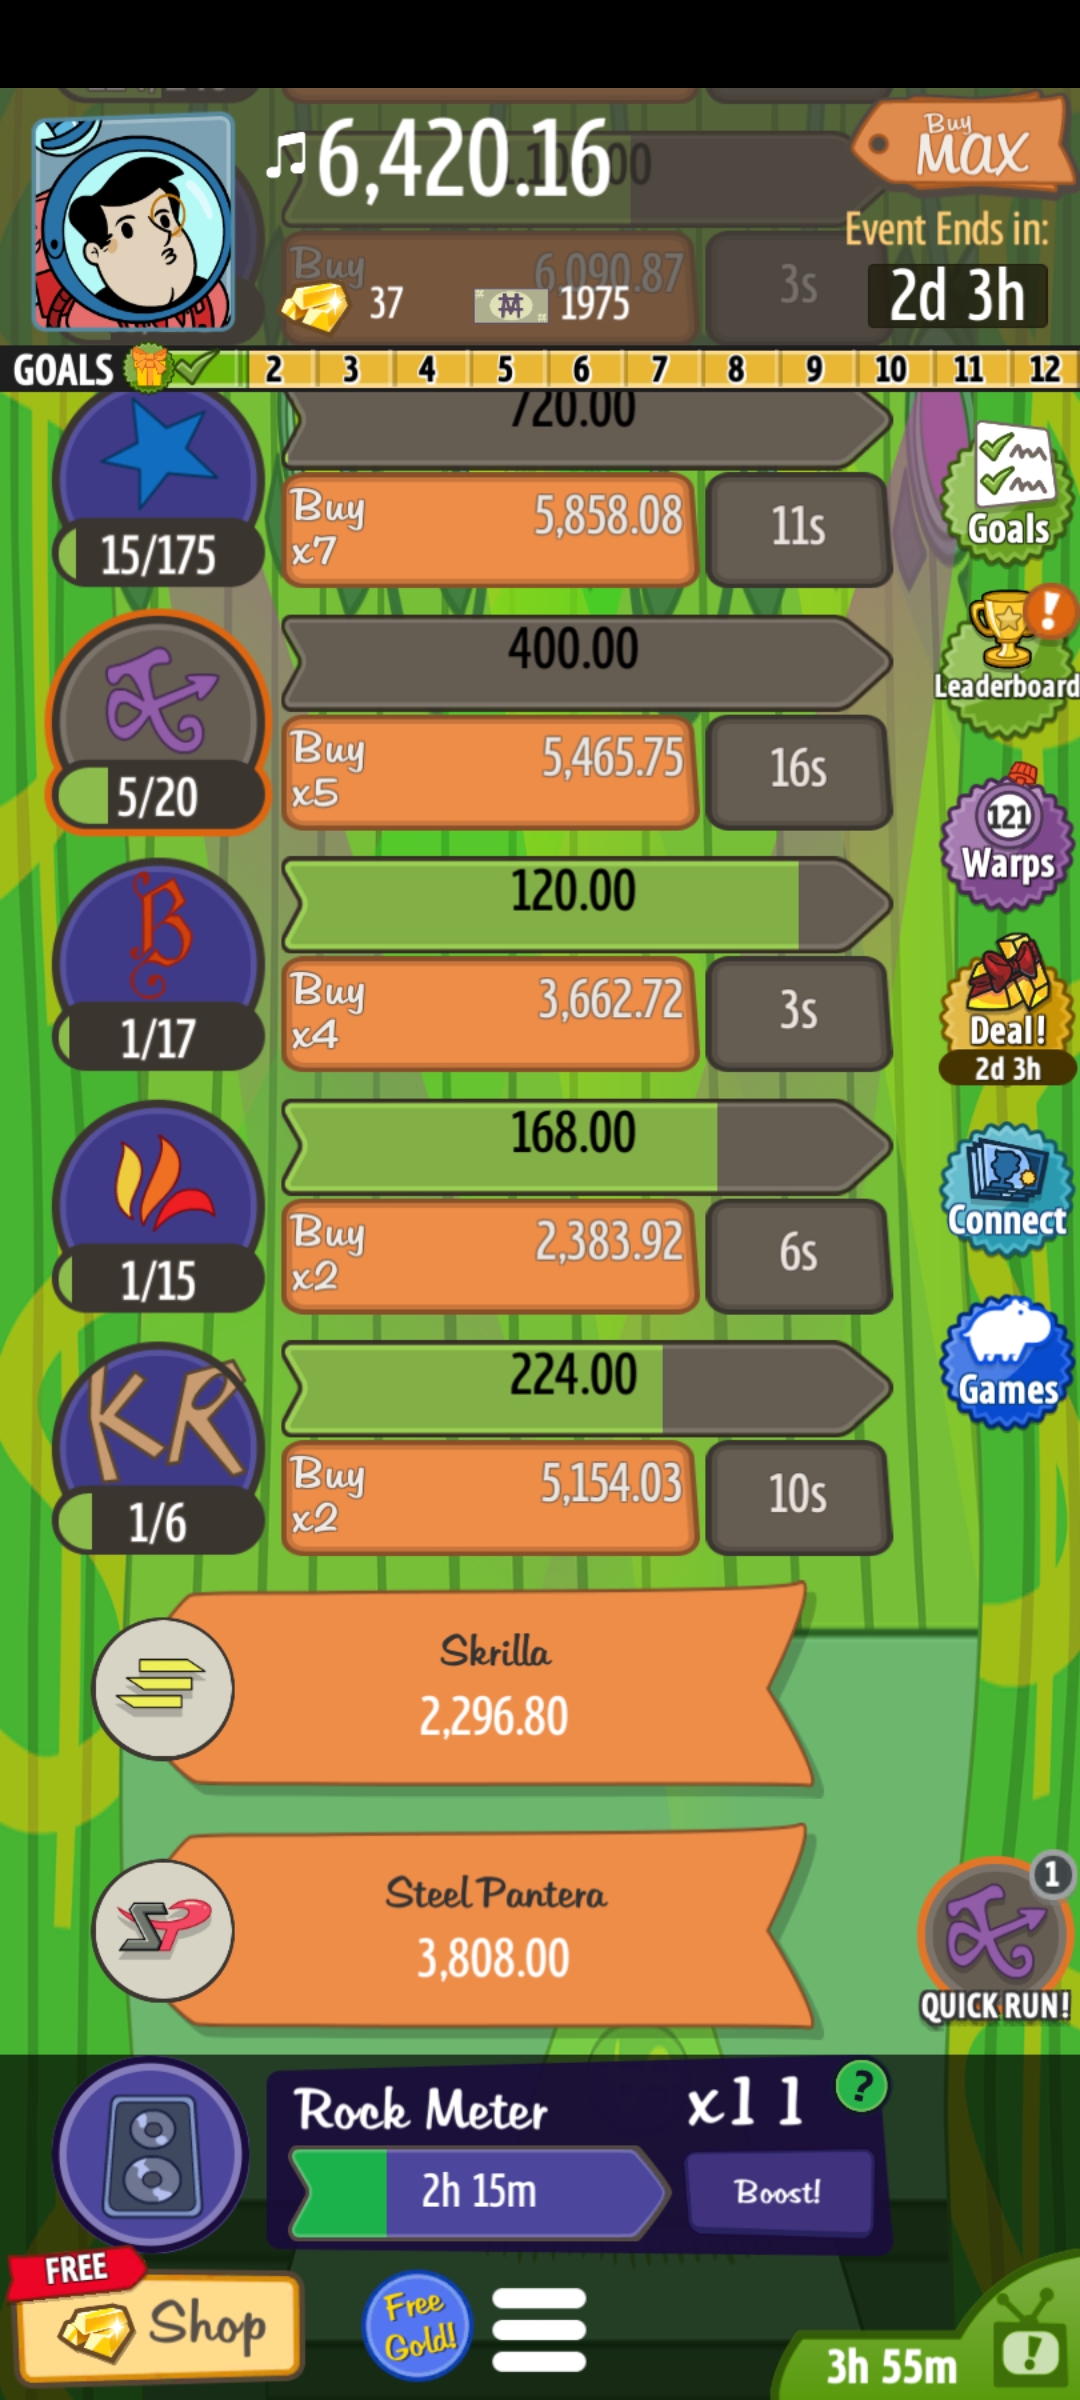 6,420.16
Buy
MAX
Event Ends in:
2d 3h
Buy
6,090.87
3s
37
1975
GOALS
2 3 4 5 6 7 8 9 10 11 12
720.00
Buy
x7
5,858.08
11s
15/175
Goals
400.00
Buy
x5
5,465.75
16s
5/20
Leaderboard
120.00
Buy
x4
3,662.72
3s
1/17
121
Warps
Deal!
2d 3h
168.00
Buy
x2
2,383.92
6s
1/15
Connect
KR
224.00
Buy
x2
5,154.03
10s
1/6
Games
Skrilla
2,296.80
SP
Steel Pantera
3,808.00
1
QUICK RUN!
Rock Meter
x11
?
2h 15m
Boost!
FREE
Shop
Free
Gold!
3h 55m